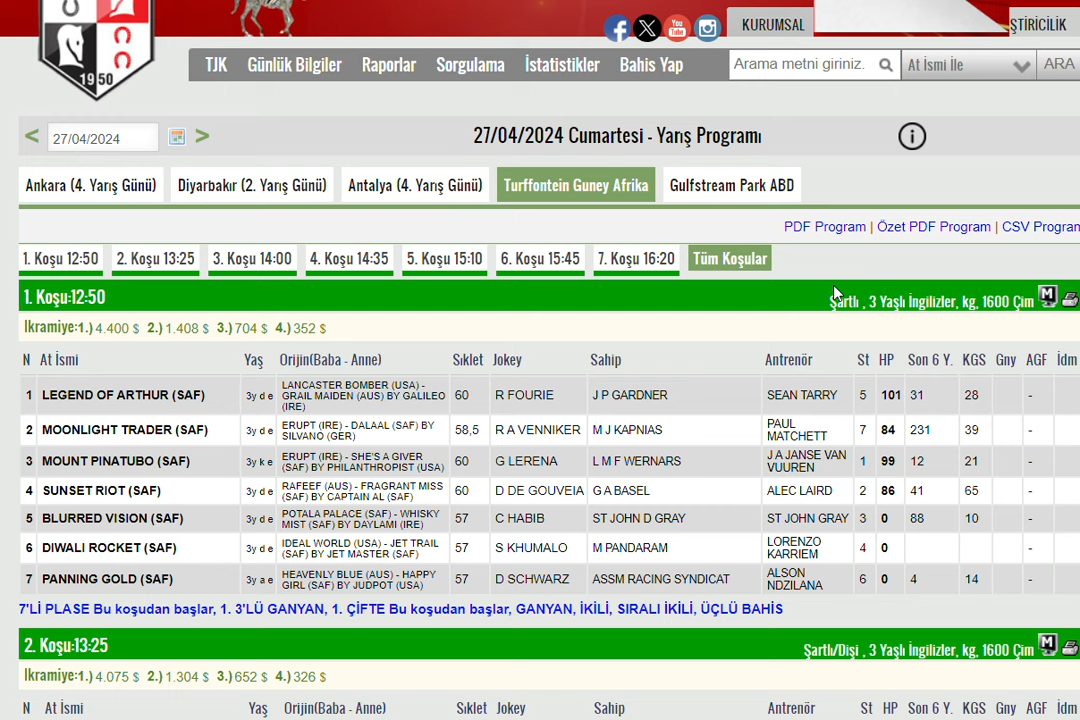 C C
C C
1950
KURUMSAL
ŞTİRİCİLİK
TJK Günlük Bilgiler Raporlar Sorgulama İstatistikler Bahis Yap
Arama metni giriniz. At İsmi İle ARA
< 27/04/2024 > 27/04/2024 Cumartesi - Yarış Programı
Ankara (4. Yarış Günü) Diyarbakır (2. Yarış Günü) Antalya (4. Yarış Günü) Turffontein Guney Afrika Gulfstream Park ABD
PDF Program | Özet PDF Program | CSV Program
1. Koşu 12:50 2. Koşu 13:25 3. Koşu 14:00 4. Koşu 14:35 5. Koşu 15:10 6. Koşu 15:45 7. Koşu 16:20 Tüm Koşular
1. Koşu:12:50 Şartlı , 3 Yaşlı İngilizler, kg, 1600 Çim M
İkramiye:1.) 4.400 $ 2.) 1.408 $ 3.) 704 $ 4.) 352 $
N At İsmi Yaş Orijin(Baba - Anne) Sıklet Jokey Sahip Antrenör St HP Son 6 Y. KGS Gny AGF İdm
1 LEGEND OF ARTHUR (SAF) 3y d e LANCASTER BOMBER (USA) - GRAIL MAIDEN (AUS) BY GALILEO (IRE) 60 R FOURIE J P GARDNER SEAN TARRY 5 101 31 28 -
2 MOONLIGHT TRADER (SAF) 3y d e ERUPT (IRE) - DALAAL (SAF) BY SILVANO (GER) 58,5 R A VENNIKER M J KAPNIAS PAUL MATCHETT 7 84 231 39 -
3 MOUNT PINATUBO (SAF) 3y k e ERUPT (IRE) - SHE'S A GIVER (SAF) BY PHILANTHROPIST (USA) 60 G LERENA L M F WERNARS J A JANSE VAN VUUREN 1 99 12 21 -
4 SUNSET RIOT (SAF) 3y d e RAFEEF (AUS) - FRAGRANT MISS (SAF) BY CAPTAIN AL (SAF) 60 D DE GOUVEIA G A BASEL ALEC LAIRD 2 86 41 65 -
5 BLURRED VISION (SAF) 3y d e POTALA PALACE (SAF) - WHISKY MIST (SAF) BY DAYLAMI (IRE) 57 C HABIB ST JOHN D GRAY ST JOHN GRAY 3 0 88 10 -
6 DIWALI ROCKET (SAF) 3y d e IDEAL WORLD (USA) - JET TRAIL (SAF) BY JET MASTER (SAF) 57 S KHUMALO M PANDARAM LORENZO KARRIEM 4 0 -
7 PANNING GOLD (SAF) 3y a e HEAVENLY BLUE (AUS) - HAPPY GIRL (SAF) BY JUDPOT (USA) 57 D SCHWARZ ASSM RACING SYNDICAT ALSON NDZILANA 6 0 4 14 -
7'Lİ PLASE Bu koşudan başlar, 1. 3'LÜ GANYAN, 1. ÇİFTE Bu koşudan başlar, GANYAN, İKİLİ, SIRALI İKİLİ, ÜÇLÜ BAHİS
2. Koşu:13:25 Şartlı/Dişi , 3 Yaşlı İngilizler, kg, 1600 Çim M
İkramiye:1.) 4.075 $ 2.) 1.304 $ 3.) 652 $ 4.) 326 $
N At İsmi Yaş Orijin(Baba - Anne) Sıklet Jokey Sahip Antrenör St HP Son 6 Y. KGS Gny AGF İdm